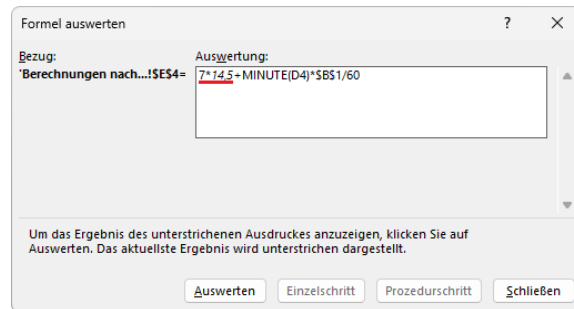 Formel auswerten ? ×
Bezug: Auswertung:
'Berechnungen nach...!$E$4= 7*14,5+MINUTE(D4)*$B$1/60
Um das Ergebnis des unterstrichenen Ausdruckes anzuzeigen, klicken Sie auf
Auswerten. Das aktuellste Ergebnis wird unterstrichen dargestellt.
Auswerten Einzelschritt Prozedurschritt Schließen